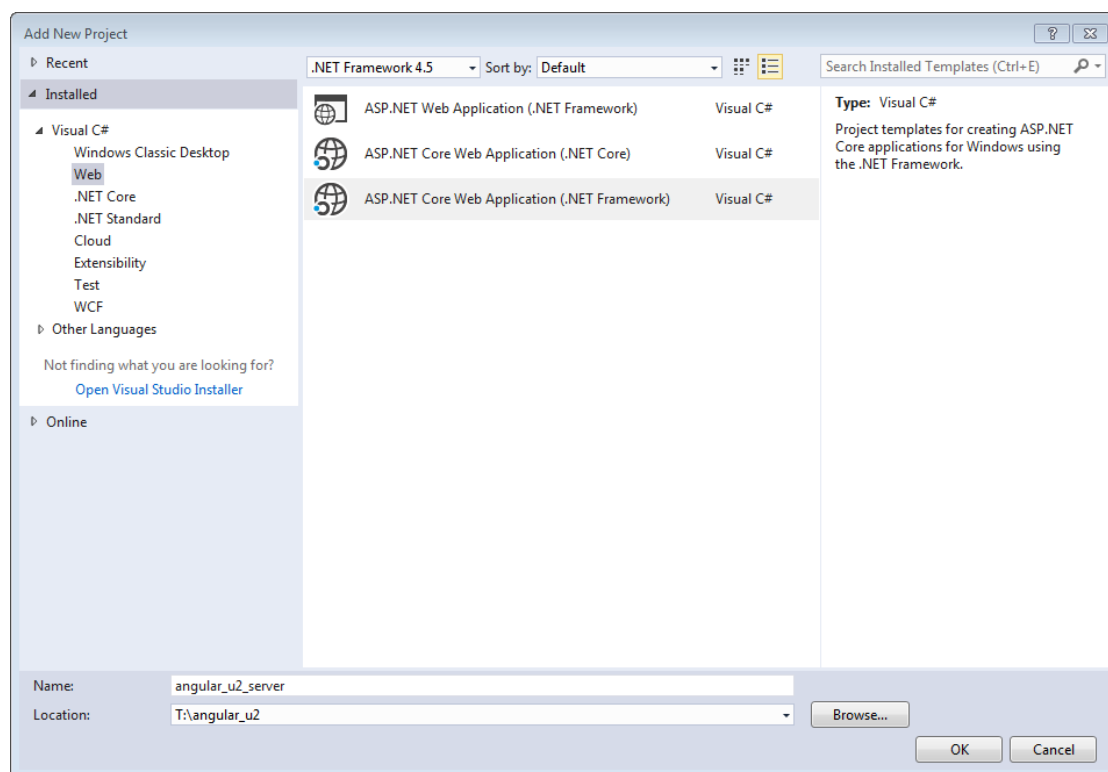 Add New Project
Recent
Installed
Visual C#
Windows Classic Desktop
Web
.NET Core
.NET Standard
Cloud
Extensibility
Test
WCF
Other Languages
Not finding what you are looking for?
Open Visual Studio Installer
Online
.NET Framework 4.5 Sort by: Default
ASP.NET Web Application (.NET Framework) Visual C#
ASP.NET Core Web Application (.NET Core) Visual C#
ASP.NET Core Web Application (.NET Framework) Visual C#
Search Installed Templates (Ctrl+E)
Type: Visual C#
Project templates for creating ASP.NET
Core applications for Windows using
the .NET Framework.
Name: angular_u2_server
Location: T:\angular_u2 Browse...
OK Cancel